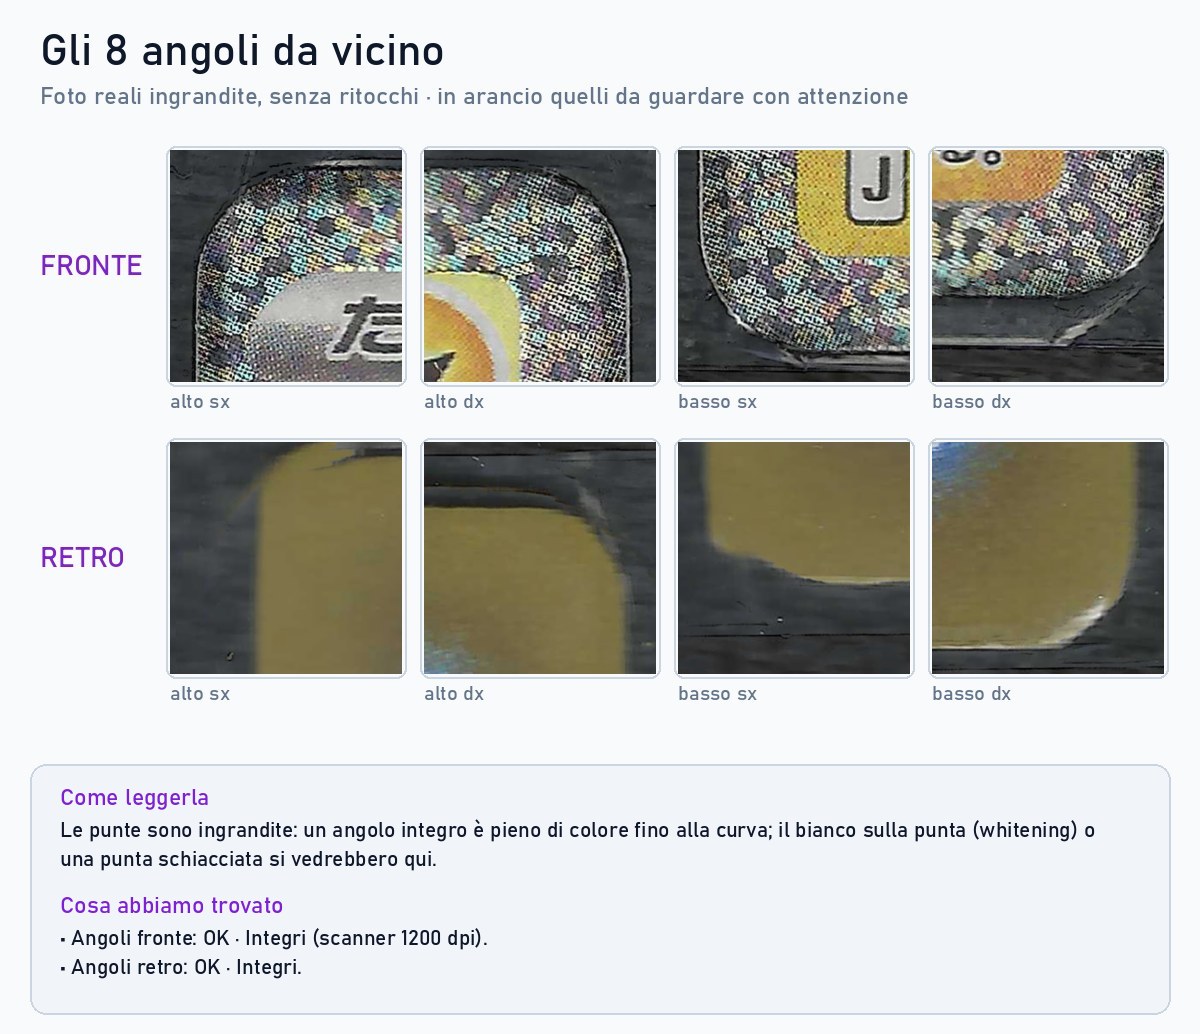 Gli 8 angoli da vicino
Foto reali ingrandite, senza ritocchi · in arancio quelli da guardare con attenzione
FRONTE
た
J
alto sx
alto dx
basso sx
basso dx
RETRO
alto sx
alto dx
basso sx
basso dx
Come leggerla
Le punte sono ingrandite: un angolo integro è pieno di colore fino alla curva; il bianco sulla punta (whitening) o
una punta schiacciata si vedrebbero qui.
Cosa abbiamo trovato
• Angoli fronte: OK · Integri (scanner 1200 dpi).
• Angoli retro: OK · Integri.